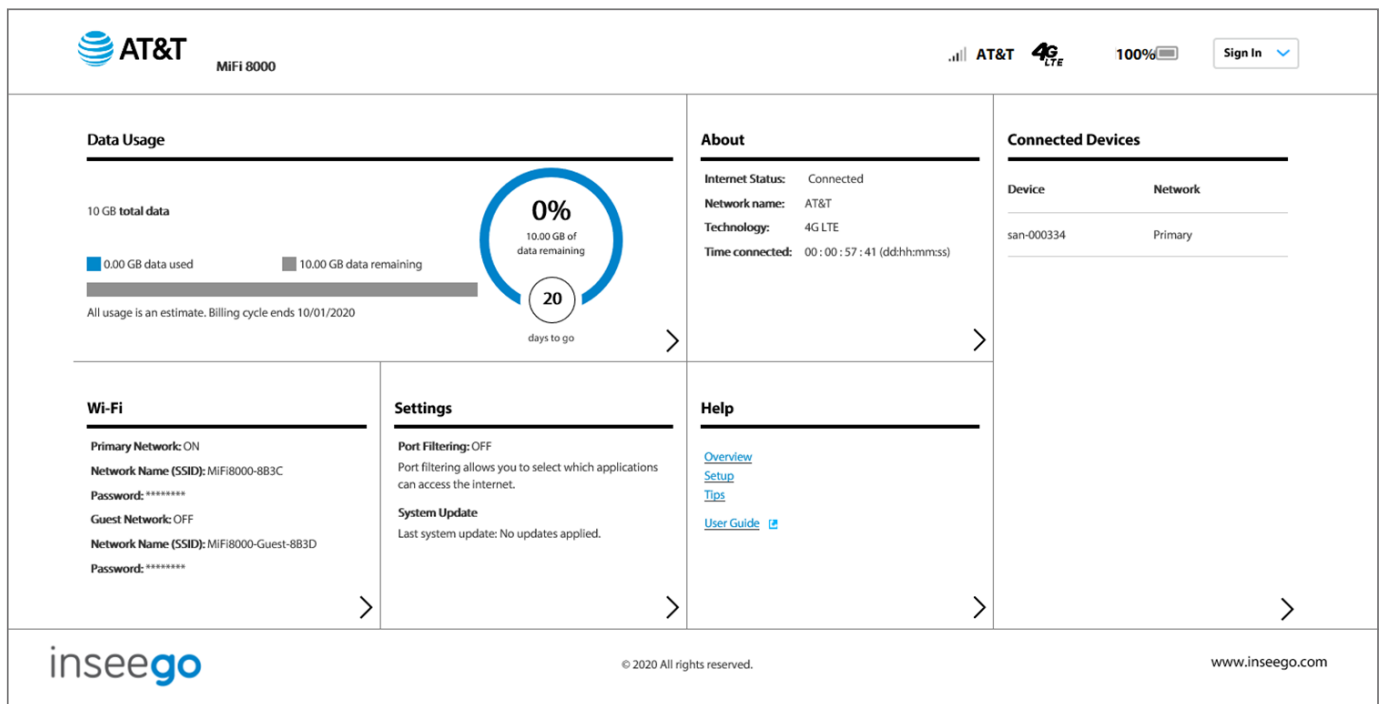 AT&T
MiFi 8000
AT&T 4G LTE 100% Sign In
Data Usage
10 GB total data
0.00 GB data used 10.00 GB data remaining
All usage is an estimate. Billing cycle ends 10/01/2020
0%
10.00 GB of
data remaining
20
days to go
About
Internet Status: Connected
Network name: AT&T
Technology: 4G LTE
Time connected: 00 : 00 : 57 : 41 (dd:hh:mm:ss)
Connected Devices
Device Network
san-000334 Primary
Wi-Fi
Primary Network: ON
Network Name (SSID): MiFi8000-8B3C
Password: ********
Guest Network: OFF
Network Name (SSID): MiFi8000-Guest-8B3D
Password: ********
Settings
Port Filtering: OFF
Port filtering allows you to select which applications
can access the internet.
System Update
Last system update: No updates applied.
Help
Overview
Setup
Tips
User Guide
inseego
© 2020 All rights reserved.
www.inseego.com